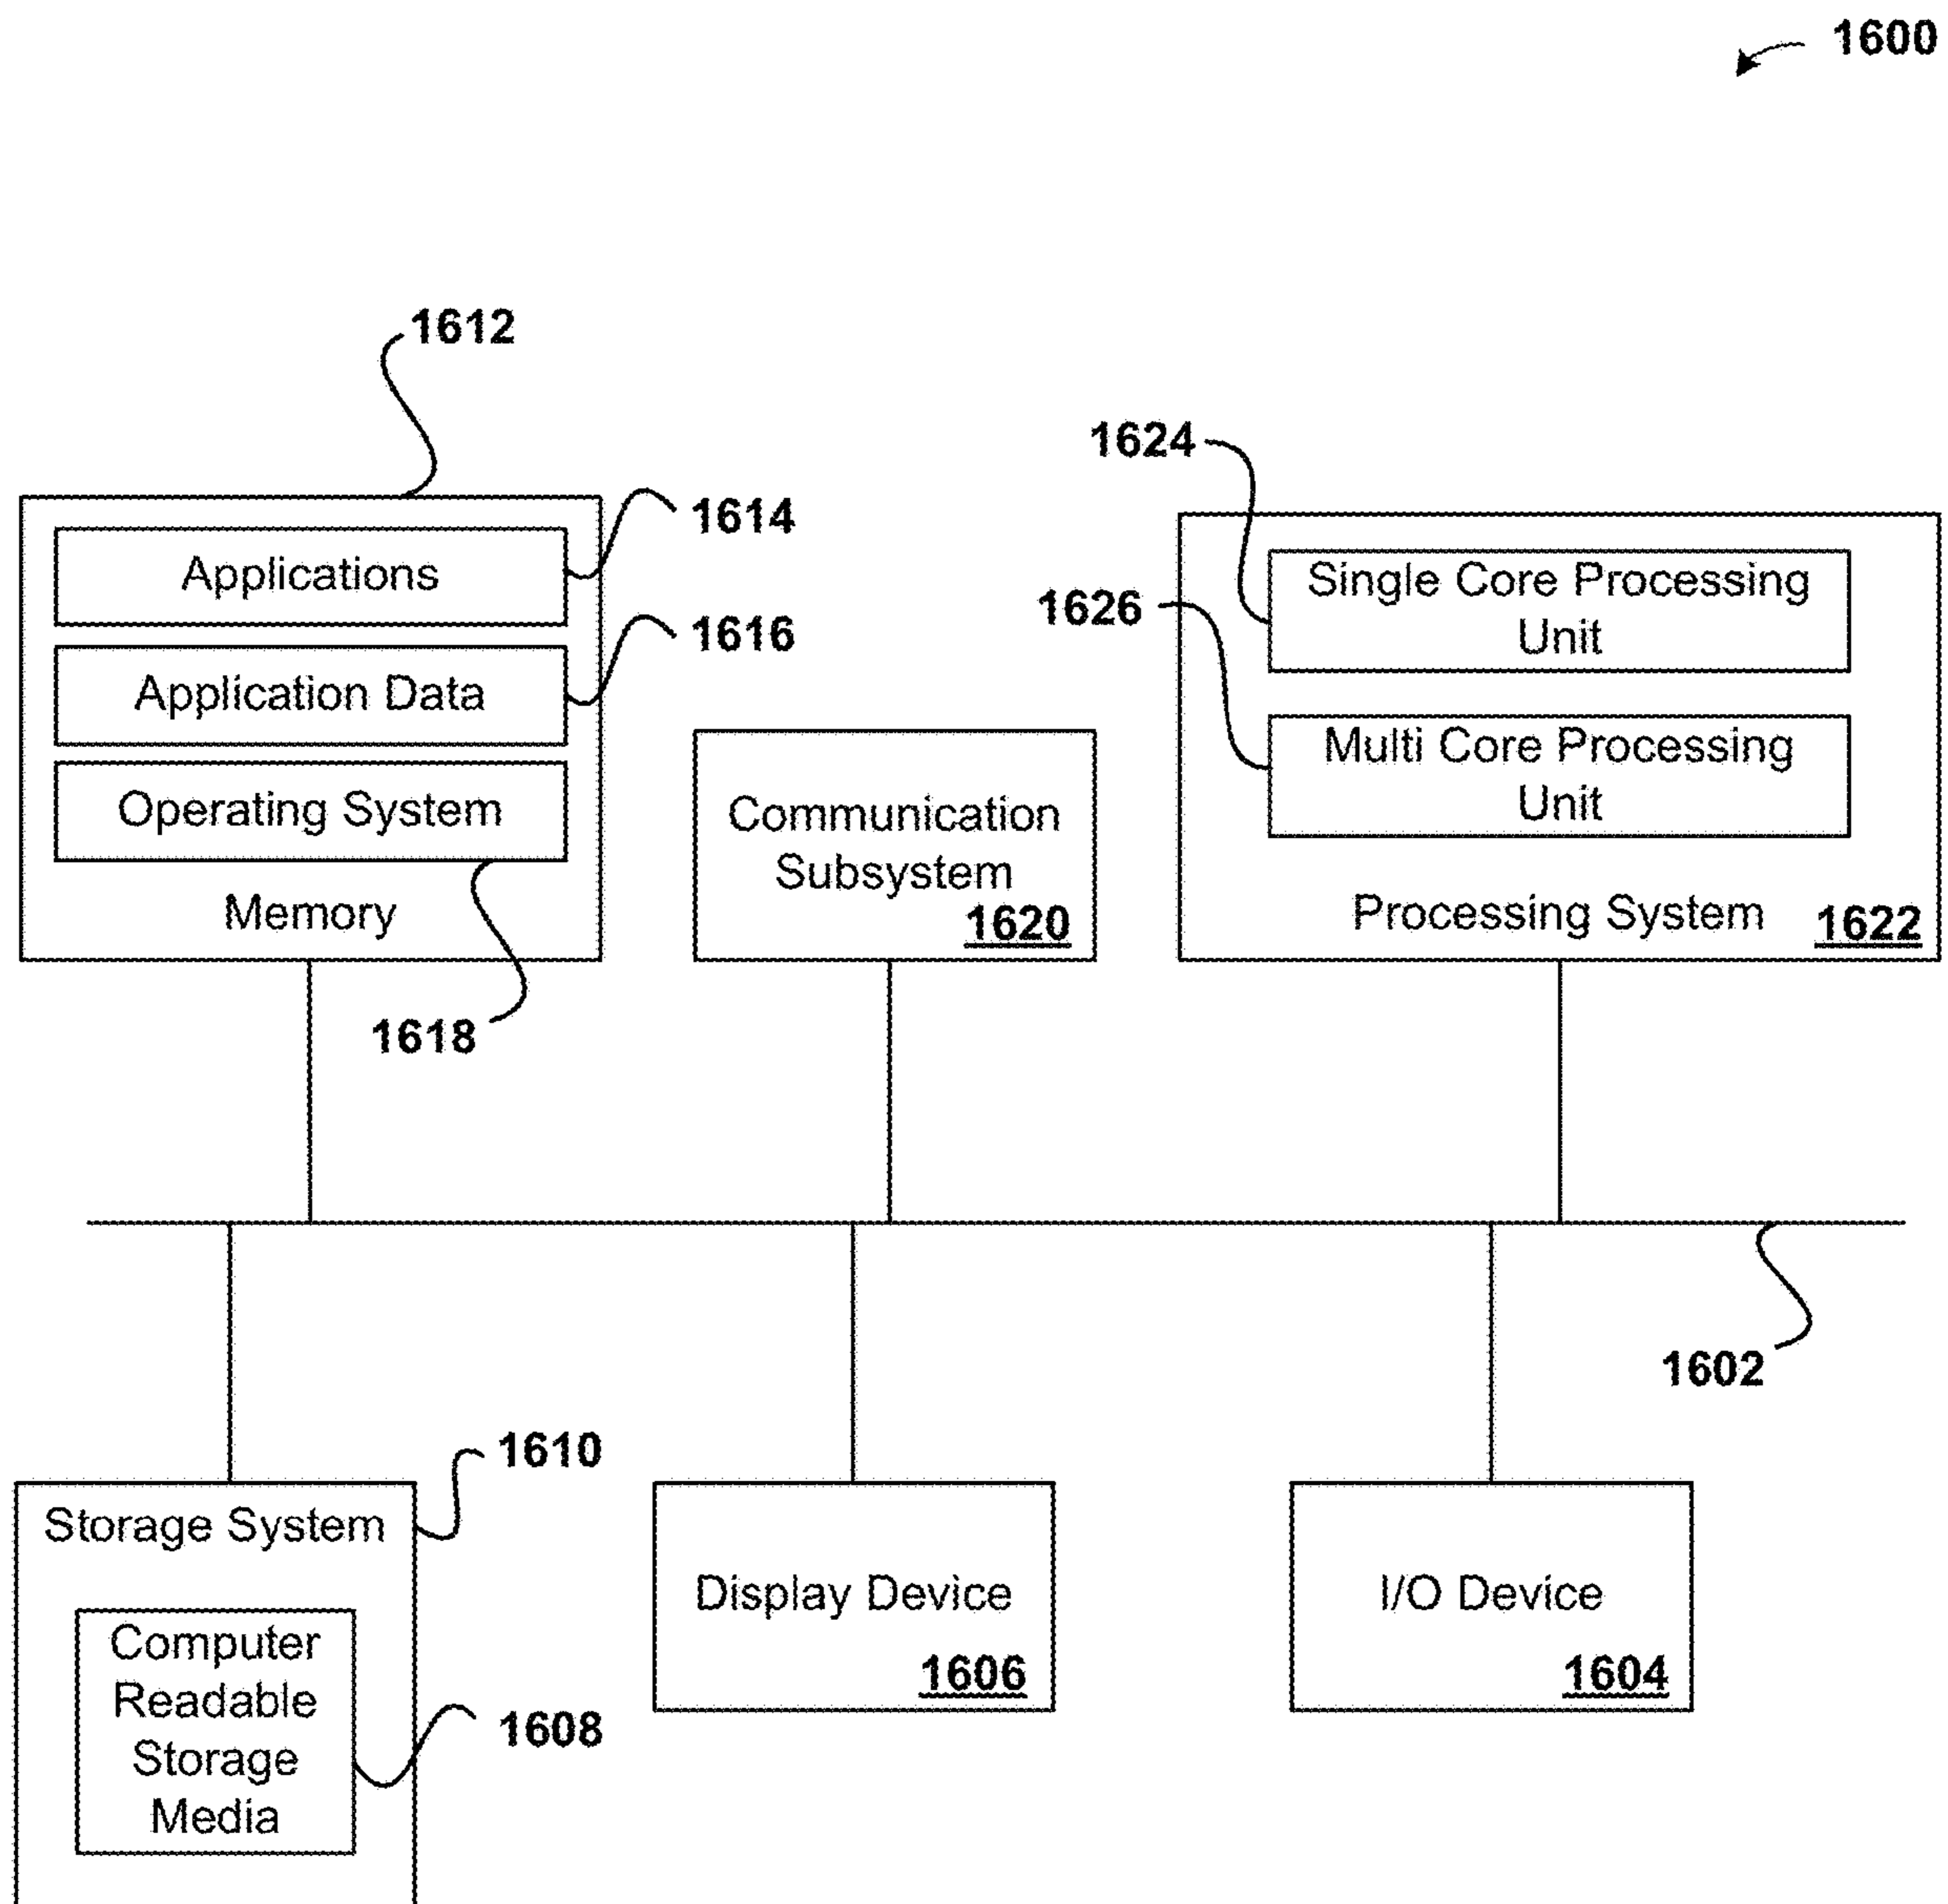 1600
1612
Applications
1614
Application Data
1616
Operating System
Memory
1618
Communication
Subsystem
1620
1624
Single Core Processing
Unit
1626
Multi Core Processing
Unit
Processing System
1622
1602
Storage System
1610
Computer
Readable
Storage
Media
1608
Display Device
1606
I/O Device
1604